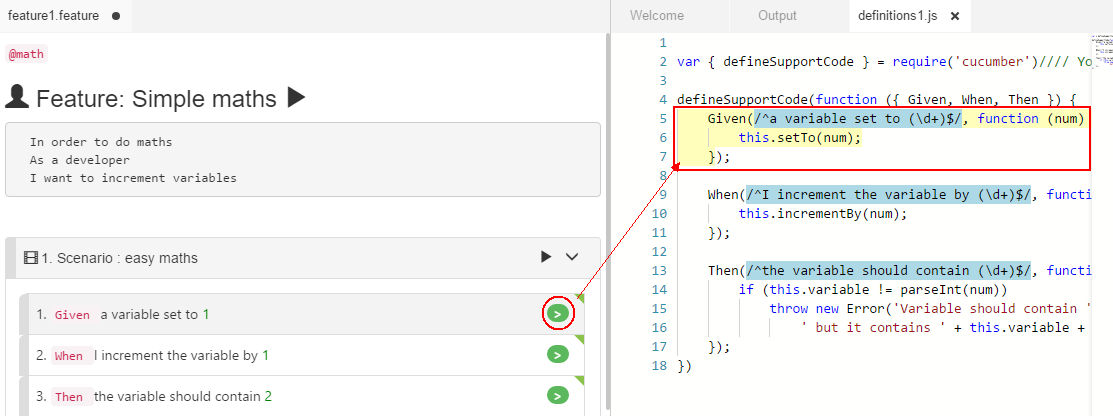 feature1.feature
@math
Feature: Simple maths
In order to do maths
As a developer
I want to increment variables
1. Scenario : easy maths
1. Given a variable set to 1
2. When I increment the variable by 1
3. Then the variable should contain 2
Welcome Output definitions1.js
1
2 var { defineSupportCode } = require('cucumber')//// Yo
3
4 defineSupportCode(function ({ Given, When, Then }) {
5 Given(/^a variable set to (\d+)$/, function (num)
6 this.setTo(num);
7 });
8
9 When(/^I increment the variable by (\d+)$/, functi
10 this.incrementBy(num);
11 });
12
13 Then(/^the variable should contain (\d+)$/, functi
14 if (this.variable != parseInt(num))
15 throw new Error('Variable should contain '
16 ' but it contains ' + this.variable +
17 });
18 })